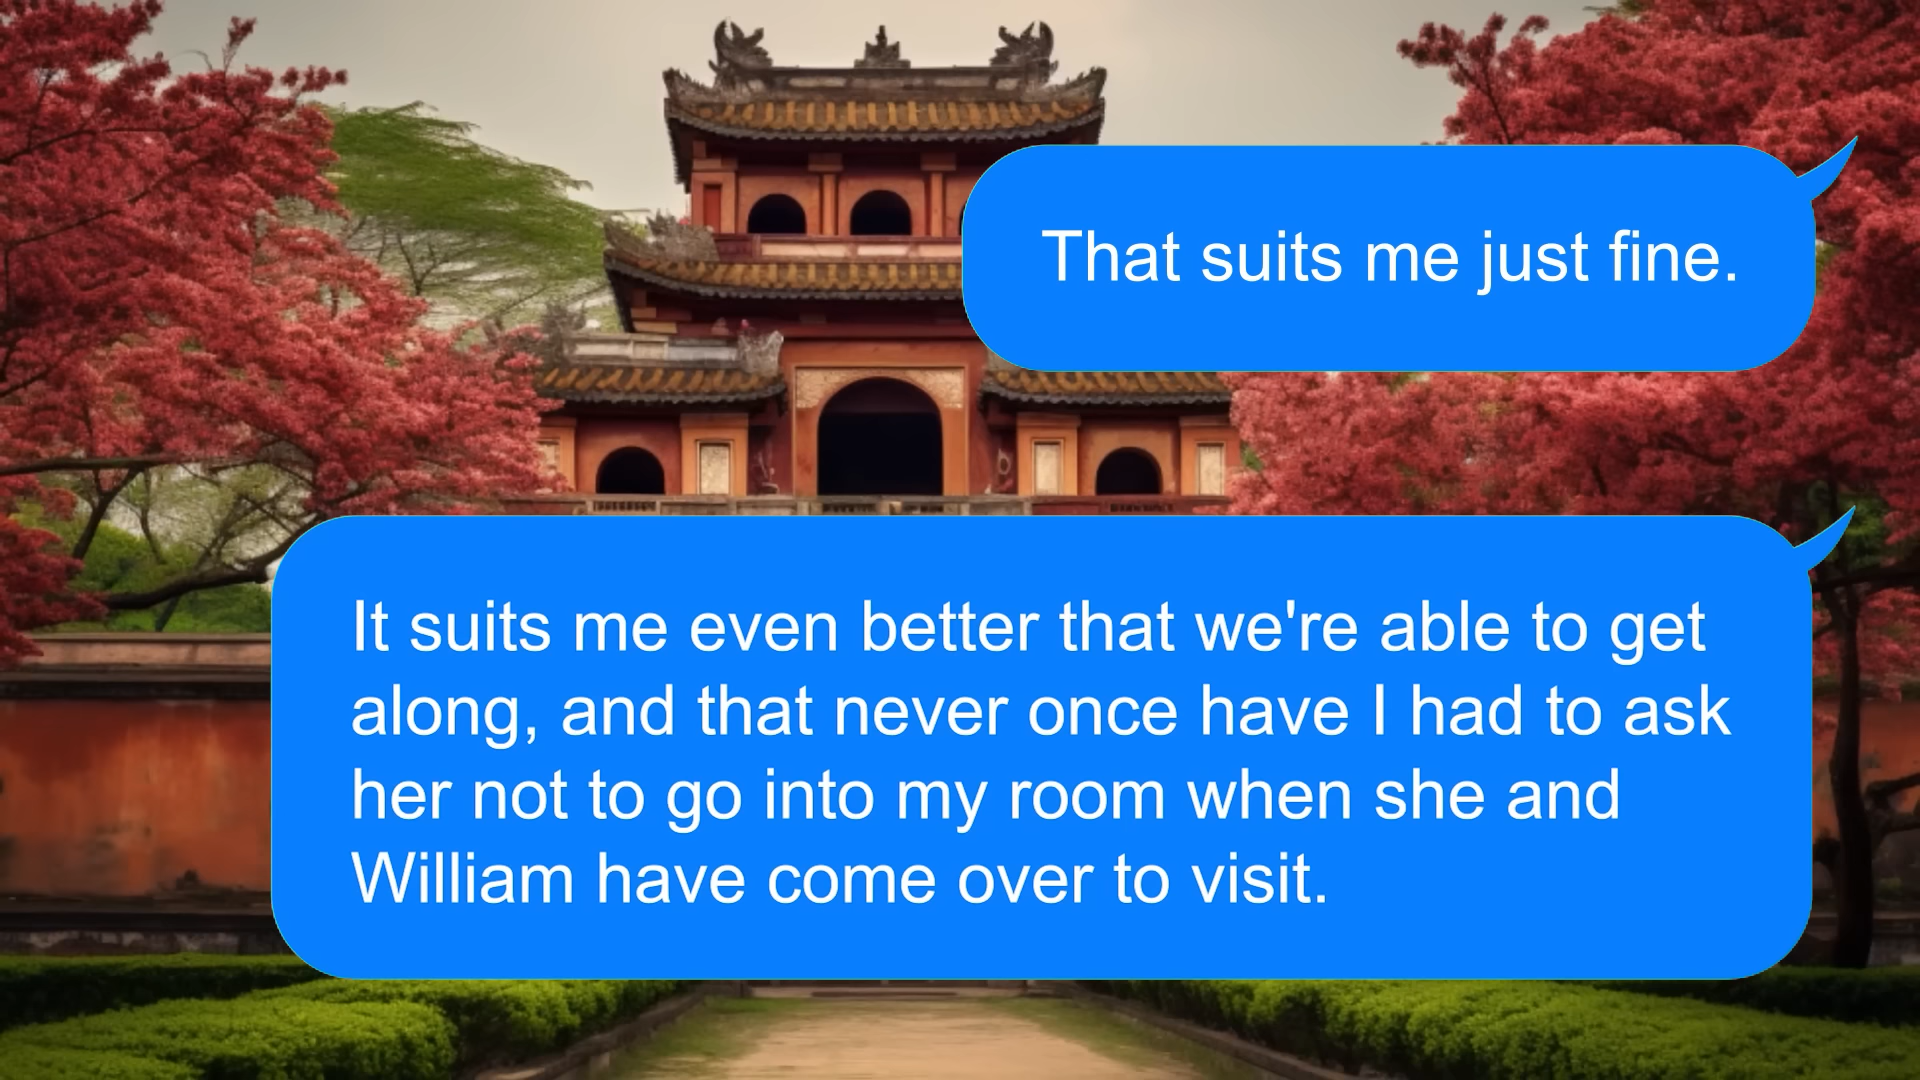 That suits me just fine.
It suits me even better that we're able to get
along, and that never once have I had to ask
her not to go into my room when she and
William have come over to visit.